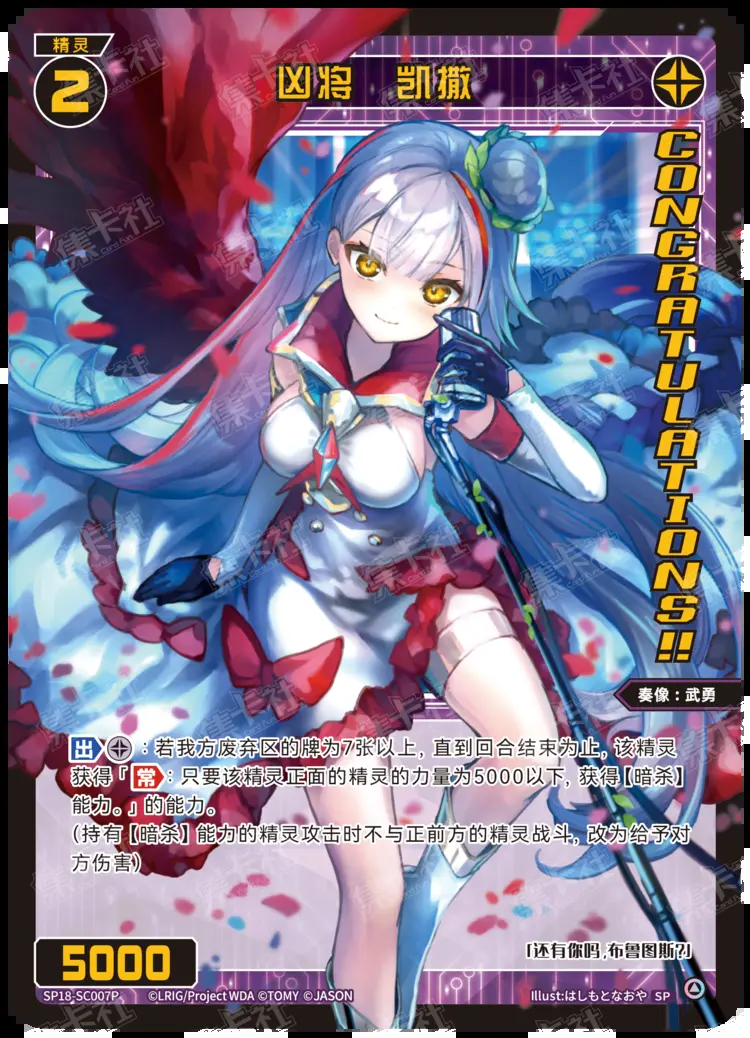 精灵
2
凶将 凯撒
CONGRATULATIONS!!
奏像：武勇
出：若我方废弃区的牌为7张以上，直到回合结束为止，该精灵
获得「常：只要该精灵正面的精灵的力量为5000以下，获得【暗杀】
能力。」的能力。
(持有【暗杀】能力的精灵攻击时不与正前方的精灵战斗，改为给予对
方伤害)
「还有你吗，布鲁图斯？」
5000
SP18-SC007P ©LRIG/Project WDA ©TOMY ©JASON
Illust:はしもとなおや SP
集卡社